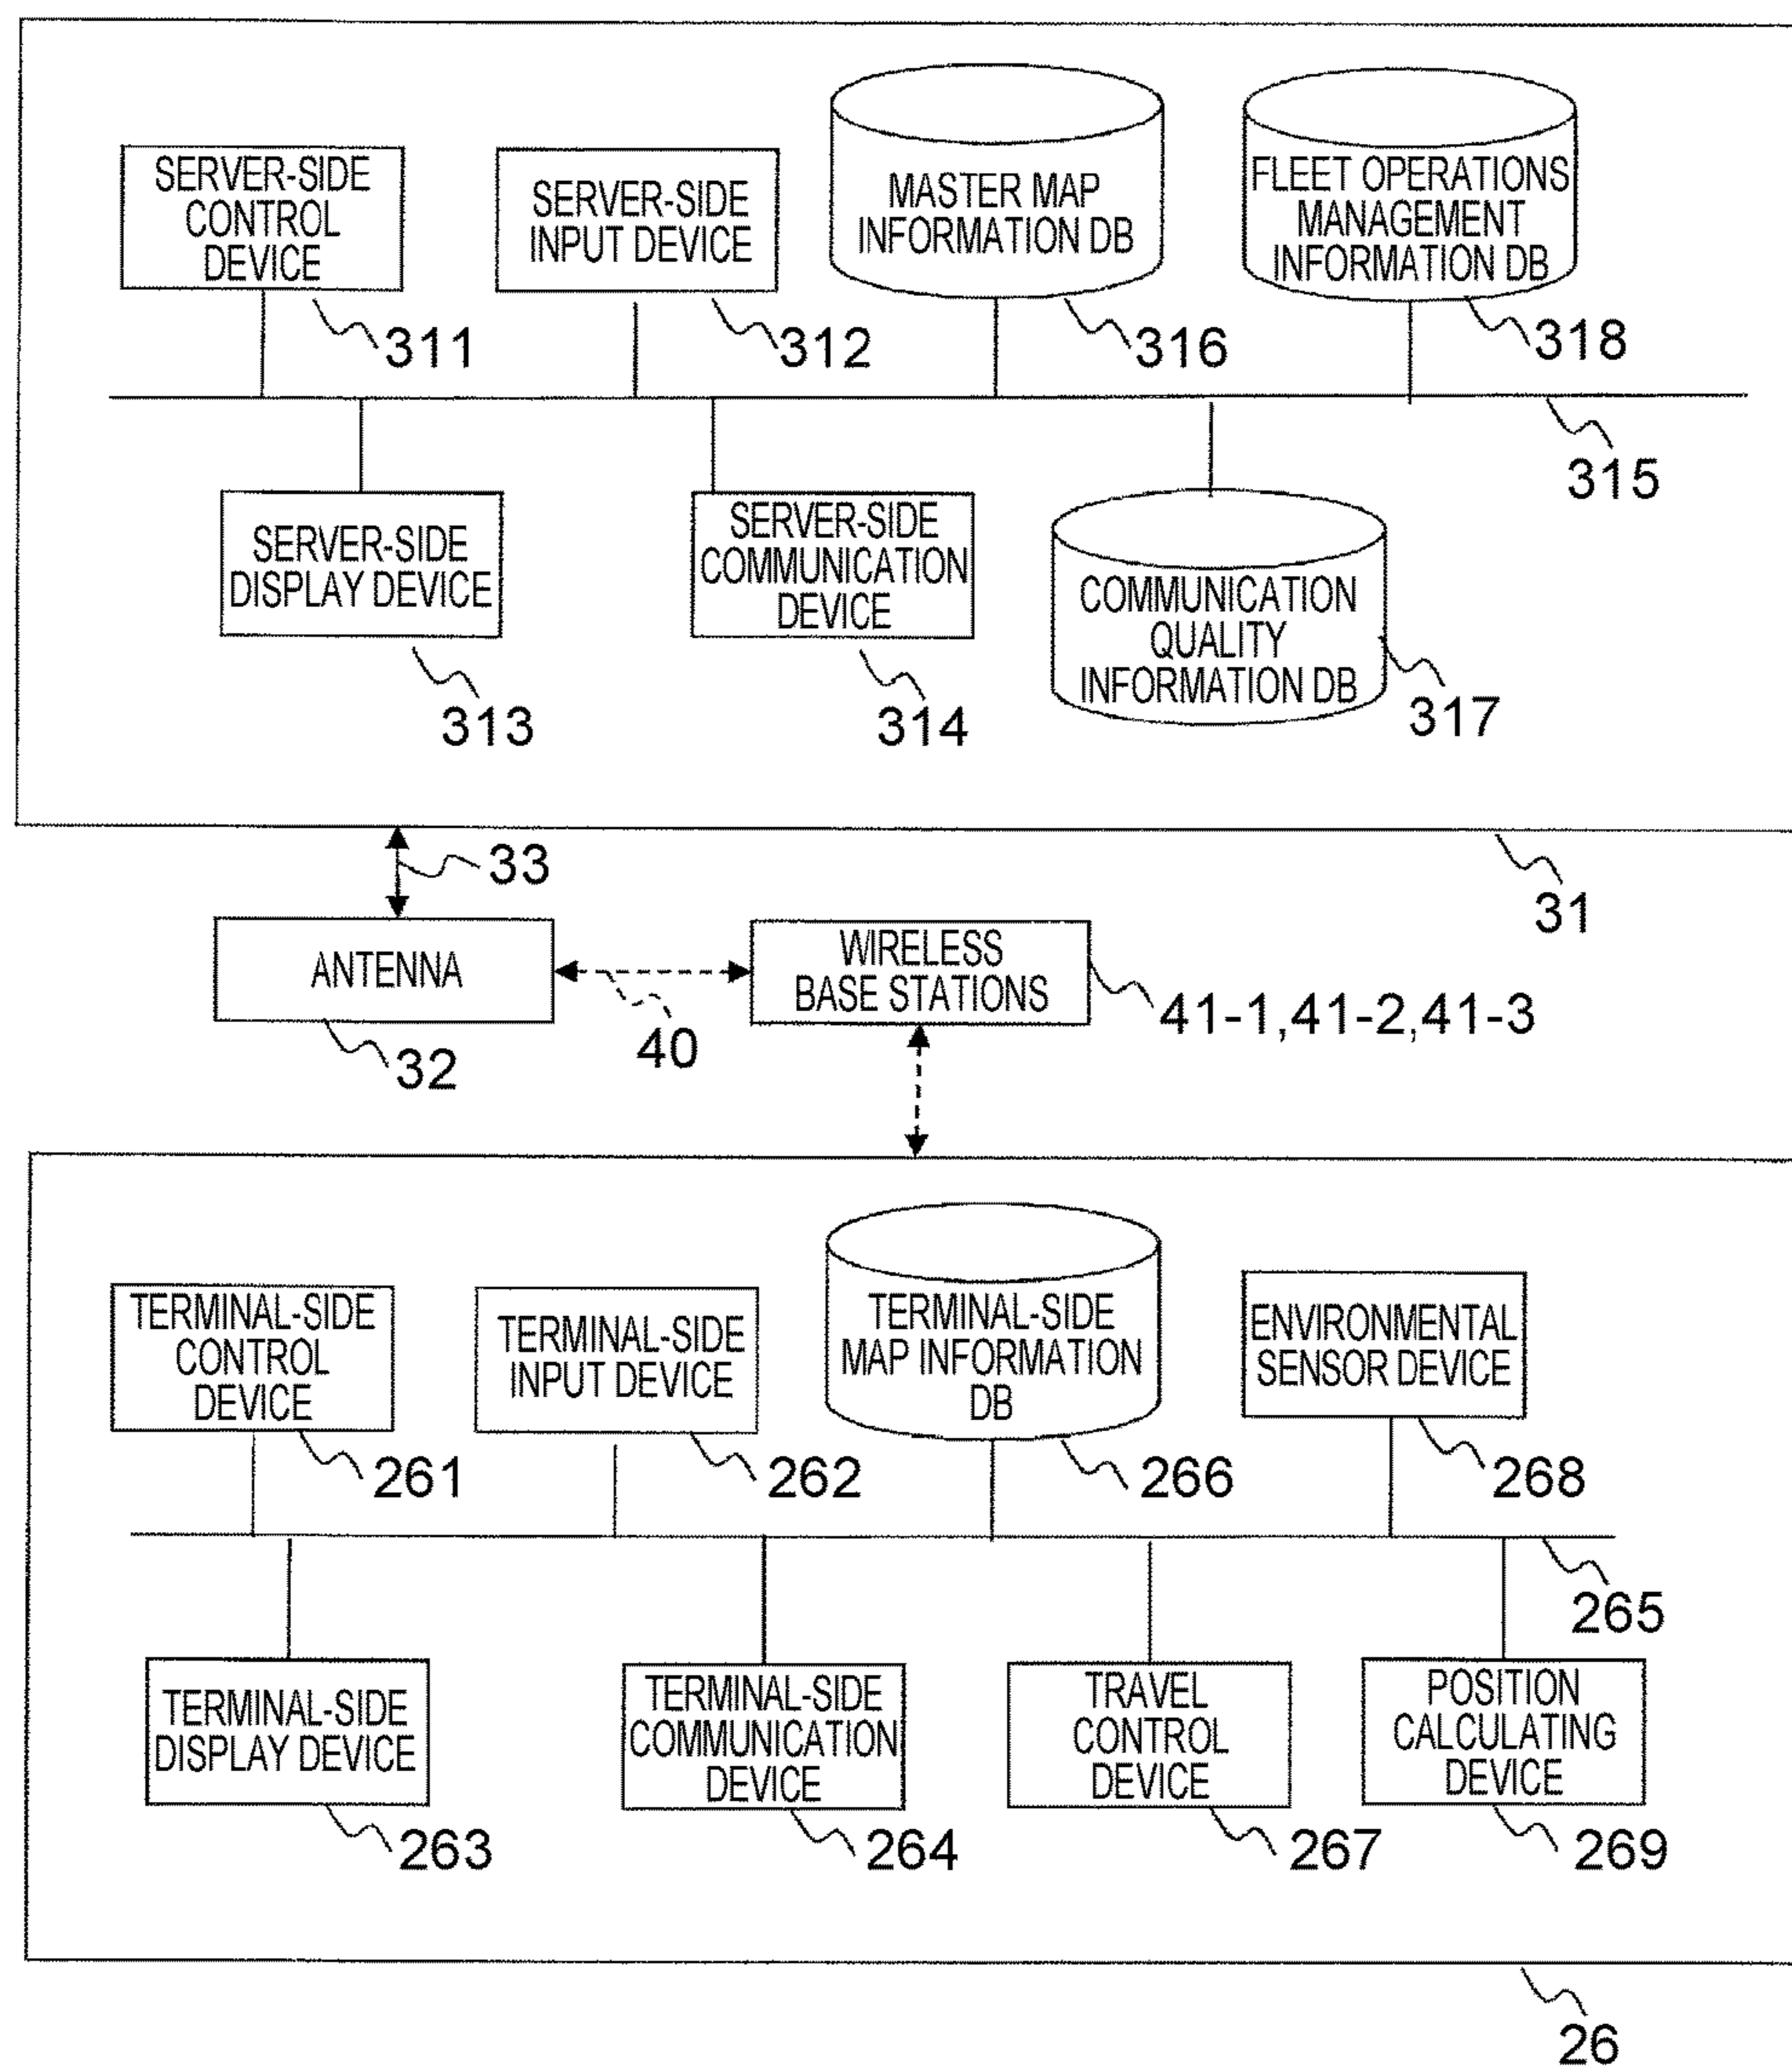 SERVER-SIDE
CONTROL
DEVICE
311
SERVER-SIDE
INPUT DEVICE
312
MASTER MAP
INFORMATION DB
316
FLEET OPERATIONS
MANAGEMENT
INFORMATION DB
318
315
SERVER-SIDE
DISPLAY DEVICE
313
SERVER-SIDE
COMMUNICATION
DEVICE
314
COMMUNICATION
QUALITY
INFORMATION DB
317
31
33
ANTENNA
32
40
WIRELESS
BASE STATIONS
41-1,41-2,41-3
TERMINAL-SIDE
CONTROL
DEVICE
261
TERMINAL-SIDE
INPUT DEVICE
262
TERMINAL-SIDE
MAP INFORMATION
DB
266
ENVIRONMENTAL
SENSOR DEVICE
268
265
TERMINAL-SIDE
DISPLAY DEVICE
263
TERMINAL-SIDE
COMMUNICATION
DEVICE
264
TRAVEL
CONTROL
DEVICE
267
POSITION
CALCULATING
DEVICE
269
26